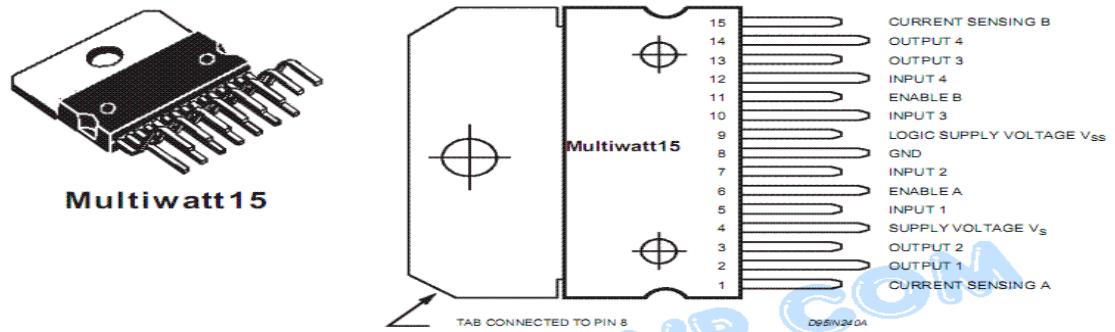 Multiwatt15
Multiwatt15
15 CURRENT SENSING B
14 OUTPUT 4
13 OUTPUT 3
12 INPUT 4
11 ENABLE B
10 INPUT 3
9 LOGIC SUPPLY VOLTAGE VSS
8 GND
7 INPUT 2
6 ENABLE A
5 INPUT 1
4 SUPPLY VOLTAGE VS
3 OUTPUT 2
2 OUTPUT 1
1 CURRENT SENSING A
TAB CONNECTED TO PIN 8
D95IN240A
COM